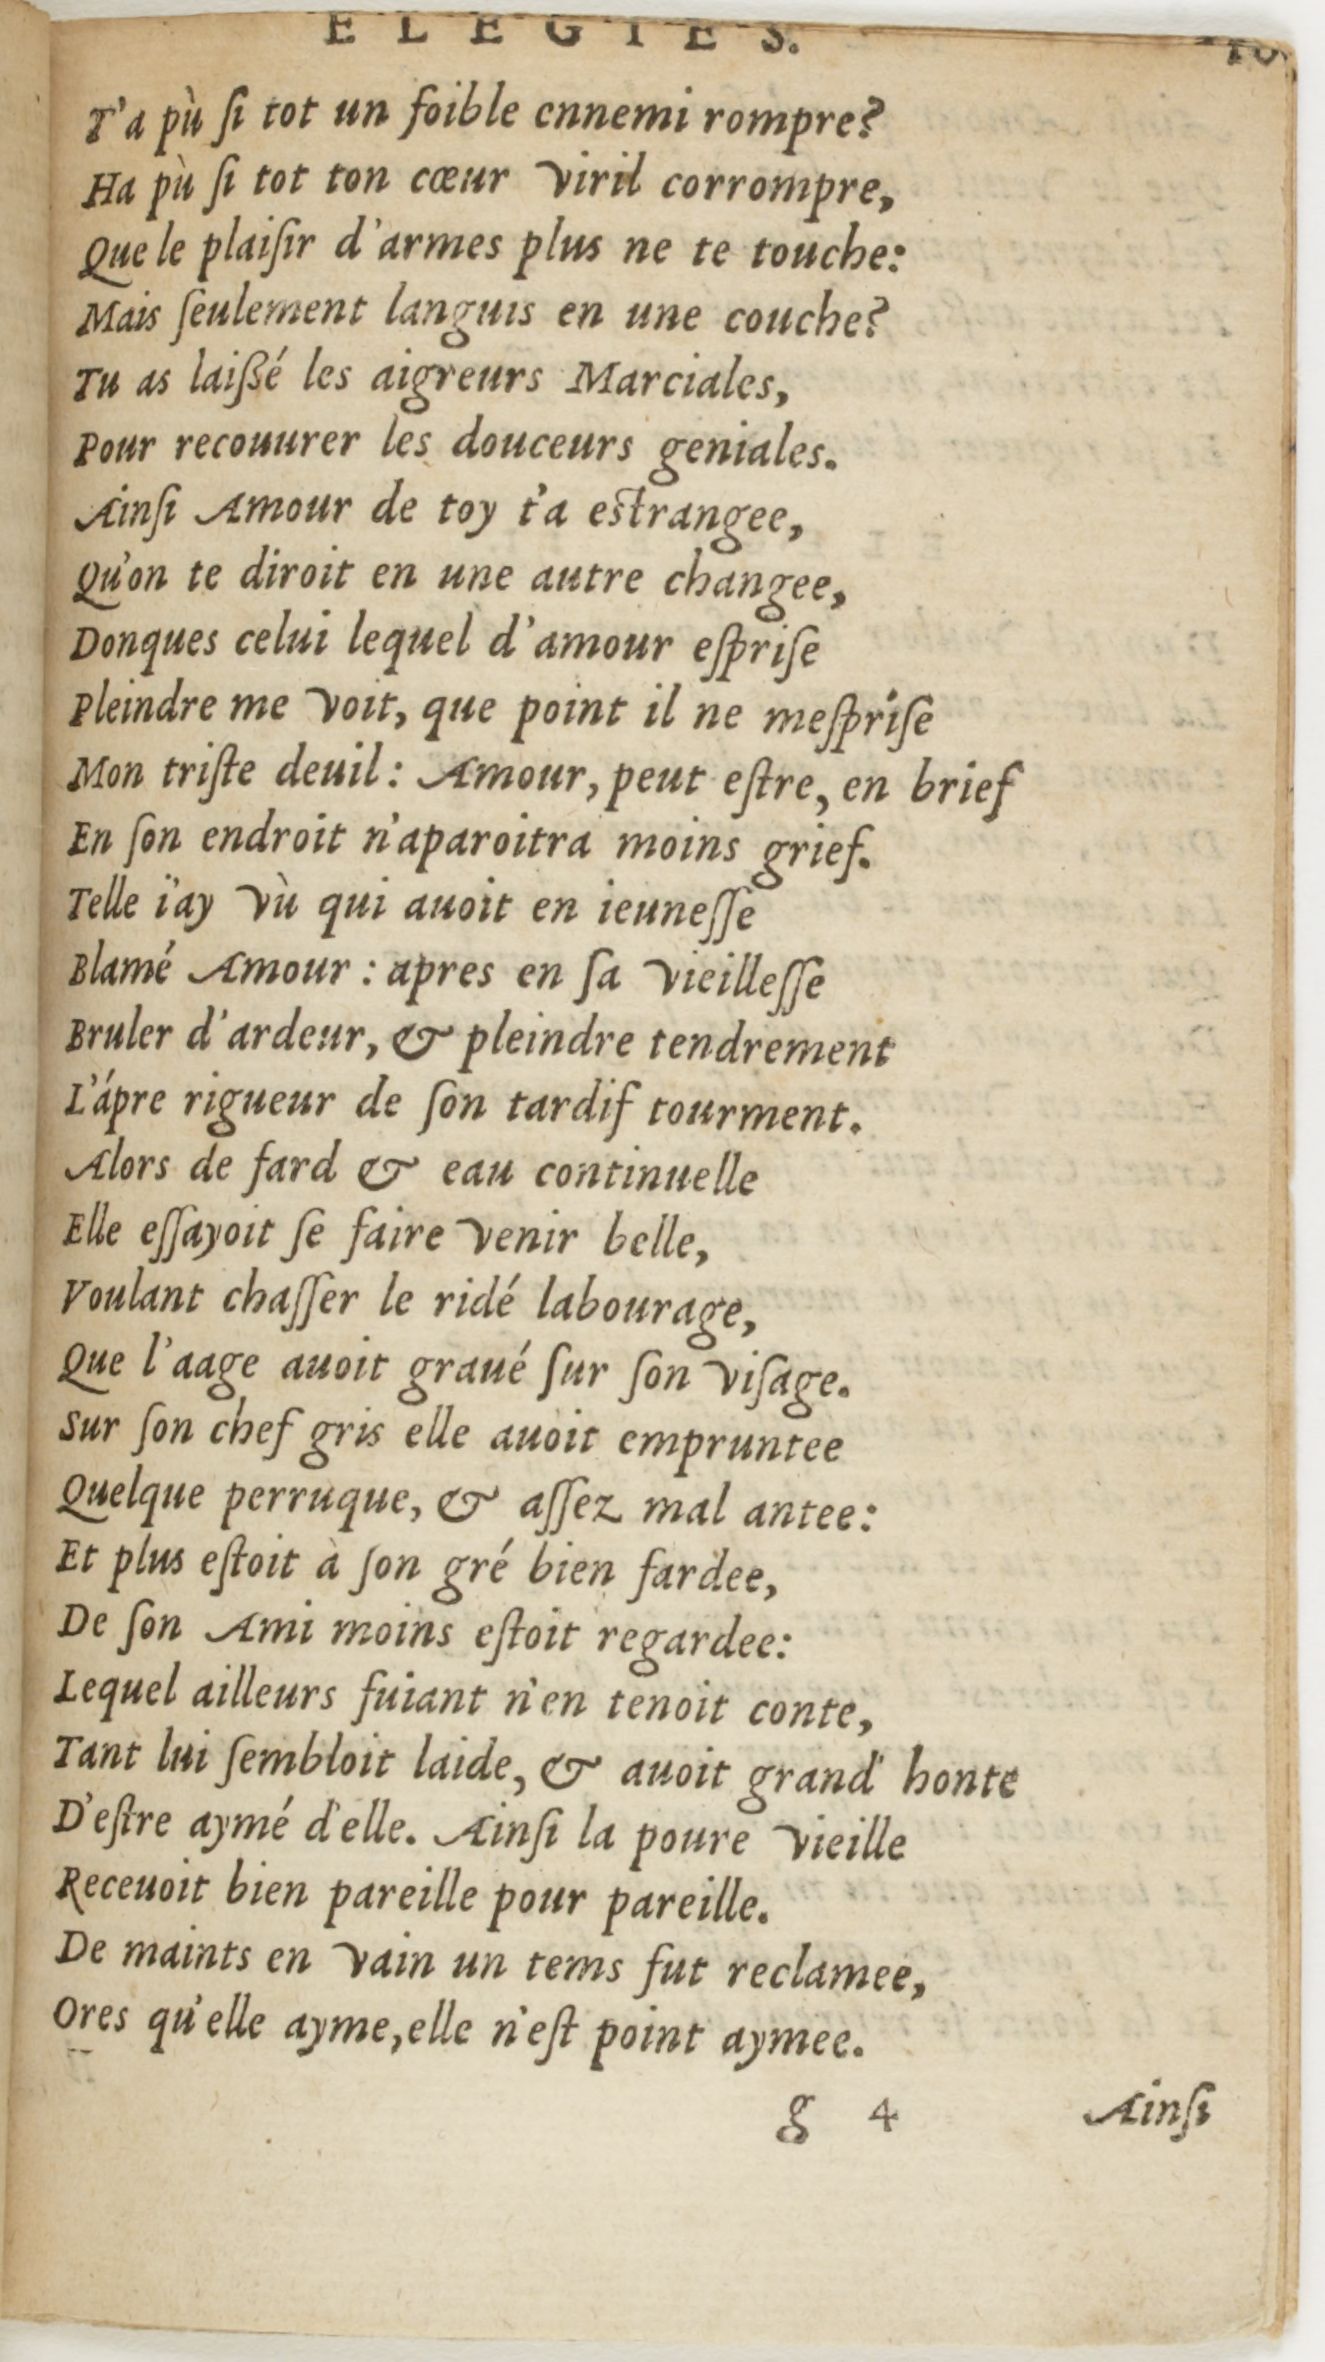 ELEGIES.
T'a pù ſi tot un foible ennemi rompre?
Ha pù ſi tot ton cœur viril corrompre,
Que le plaiſir d'armes plus ne te touche:
Mais ſeulement languis en une couche?
Tu as laißé les aigreurs Marciales,
Pour recouurer les douceurs geniales.
Ainſi Amour de toy t'a eſtrangee,
Qu'on te diroit en une autre changee,
Donques celui lequel d'amour eſpriſe
Pleindre me voit, que point il ne meſpriſe
Mon triſte deuil: Amour, peut eſtre, en brief
En ſon endroit n'aparoitra moins grief.
Telle i'ay vù qui auoit en ieuneſſe
Blamé Amour: apres en ſa vieilleſſe
Bruler d'ardeur, & pleindre tendrement
L'ápre rigueur de ſon tardif tourment.
Alors de fard & eau continuelle
Elle eſſayoit ſe faire venir belle,
Voulant chaſſer le ridé labourage,
Que l'aage auoit graué ſur ſon viſage.
Sur ſon chef gris elle auoit empruntee
Quelque perruque, & aſſez mal antee:
Et plus eſtoit à ſon gré bien fardee,
De ſon Ami moins eſtoit regardee:
Lequel ailleurs fuiant n'en tenoit conte,
Tant lui ſembloit laide, & auoit grand' honte
D'eſtre aymé d'elle. Ainſi la poure vieille
Receuoit bien pareille pour pareille.
De maints en vain un tems fut reclamee,
Ores qu'elle ayme, elle n'eſt point aymee.
g 4 Ainſi